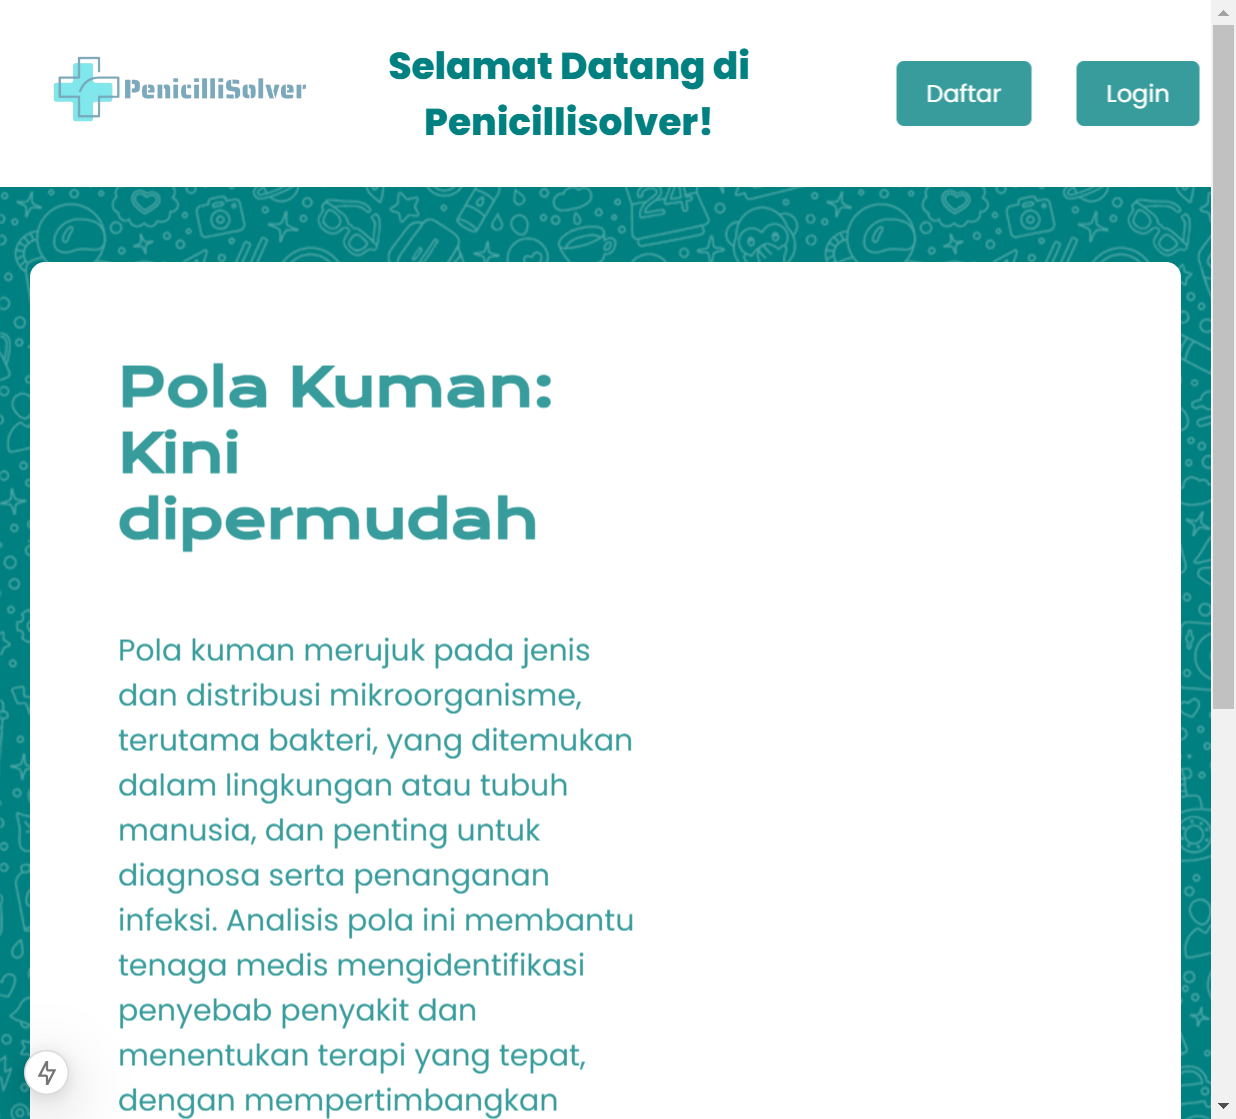 PenicilliSolver
Selamat Datang di
Penicillisolver!
Daftar
Login
24
Pola Kuman:
Kini
dipermudah
Pola kuman merujuk pada jenis
dan distribusi mikroorganisme,
terutama bakteri, yang ditemukan
dalam lingkungan atau tubuh
manusia, dan penting untuk
diagnosa serta penanganan
infeksi. Analisis pola ini membantu
tenaga medis mengidentifikasi
penyebab penyakit dan
menentukan terapi yang tepat,
dengan mempertimbangkan